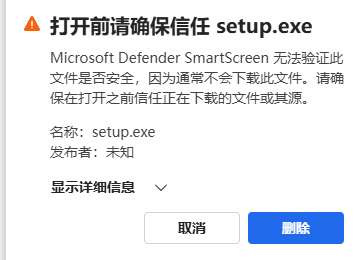 打开前请确保信任 setup.exe
Microsoft Defender SmartScreen 无法验证此
文件是否安全，因为通常不会下载此文件。请确
保在打开之前信任正在下载的文件或其源。
名称：setup.exe
发布者：未知
显示详细信息
取消
删除